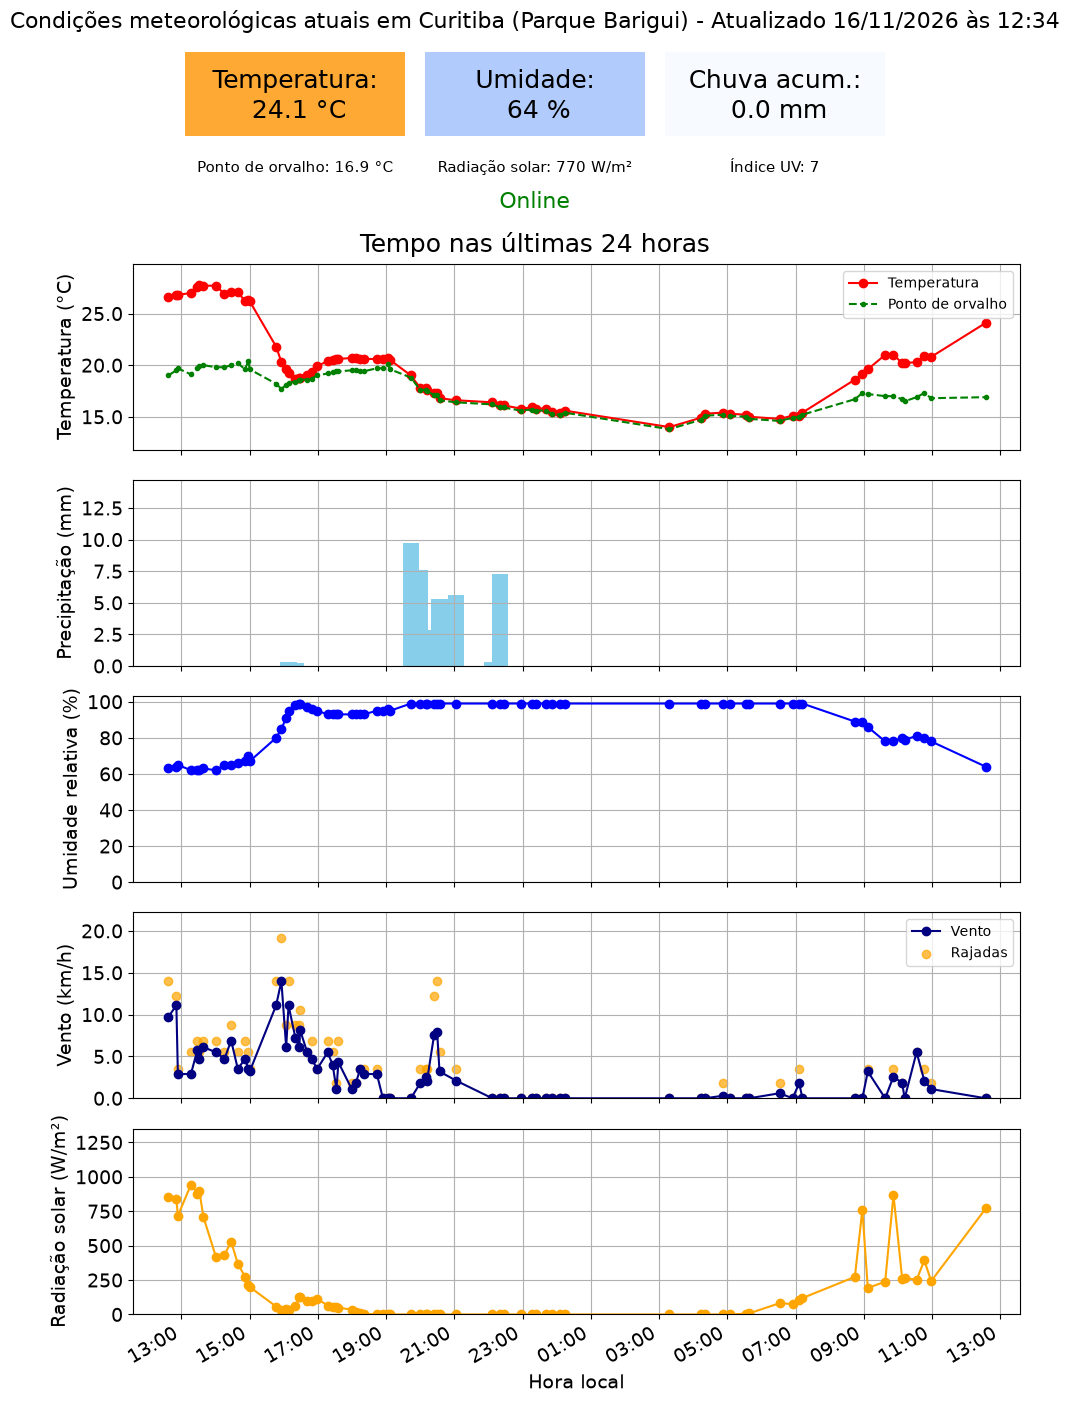 Condições meteorológicas atuais em Curitiba (Parque Barigui) - Atualizado 16/11/2026 às 12:34
Temperatura:
24.1 °C
Umidade:
64 %
Chuva acum.:
0.0 mm
Ponto de orvalho: 16.9 °C
Radiação solar: 770 W/m²
Índice UV: 7
Online
Tempo nas últimas 24 horas
Temperatura (°C)
25.0
20.0
15.0
Temperatura
Ponto de orvalho
Precipitação (mm)
12.5
10.0
7.5
5.0
2.5
0.0
Umidade relativa (%)
100
80
60
40
20
0
Vento (km/h)
20.0
15.0
10.0
5.0
0.0
Vento
Rajadas
Radiação solar (W/m²)
1250
1000
750
500
250
0
13:00
15:00
17:00
19:00
21:00
23:00
01:00
03:00
05:00
07:00
09:00
11:00
13:00
Hora local